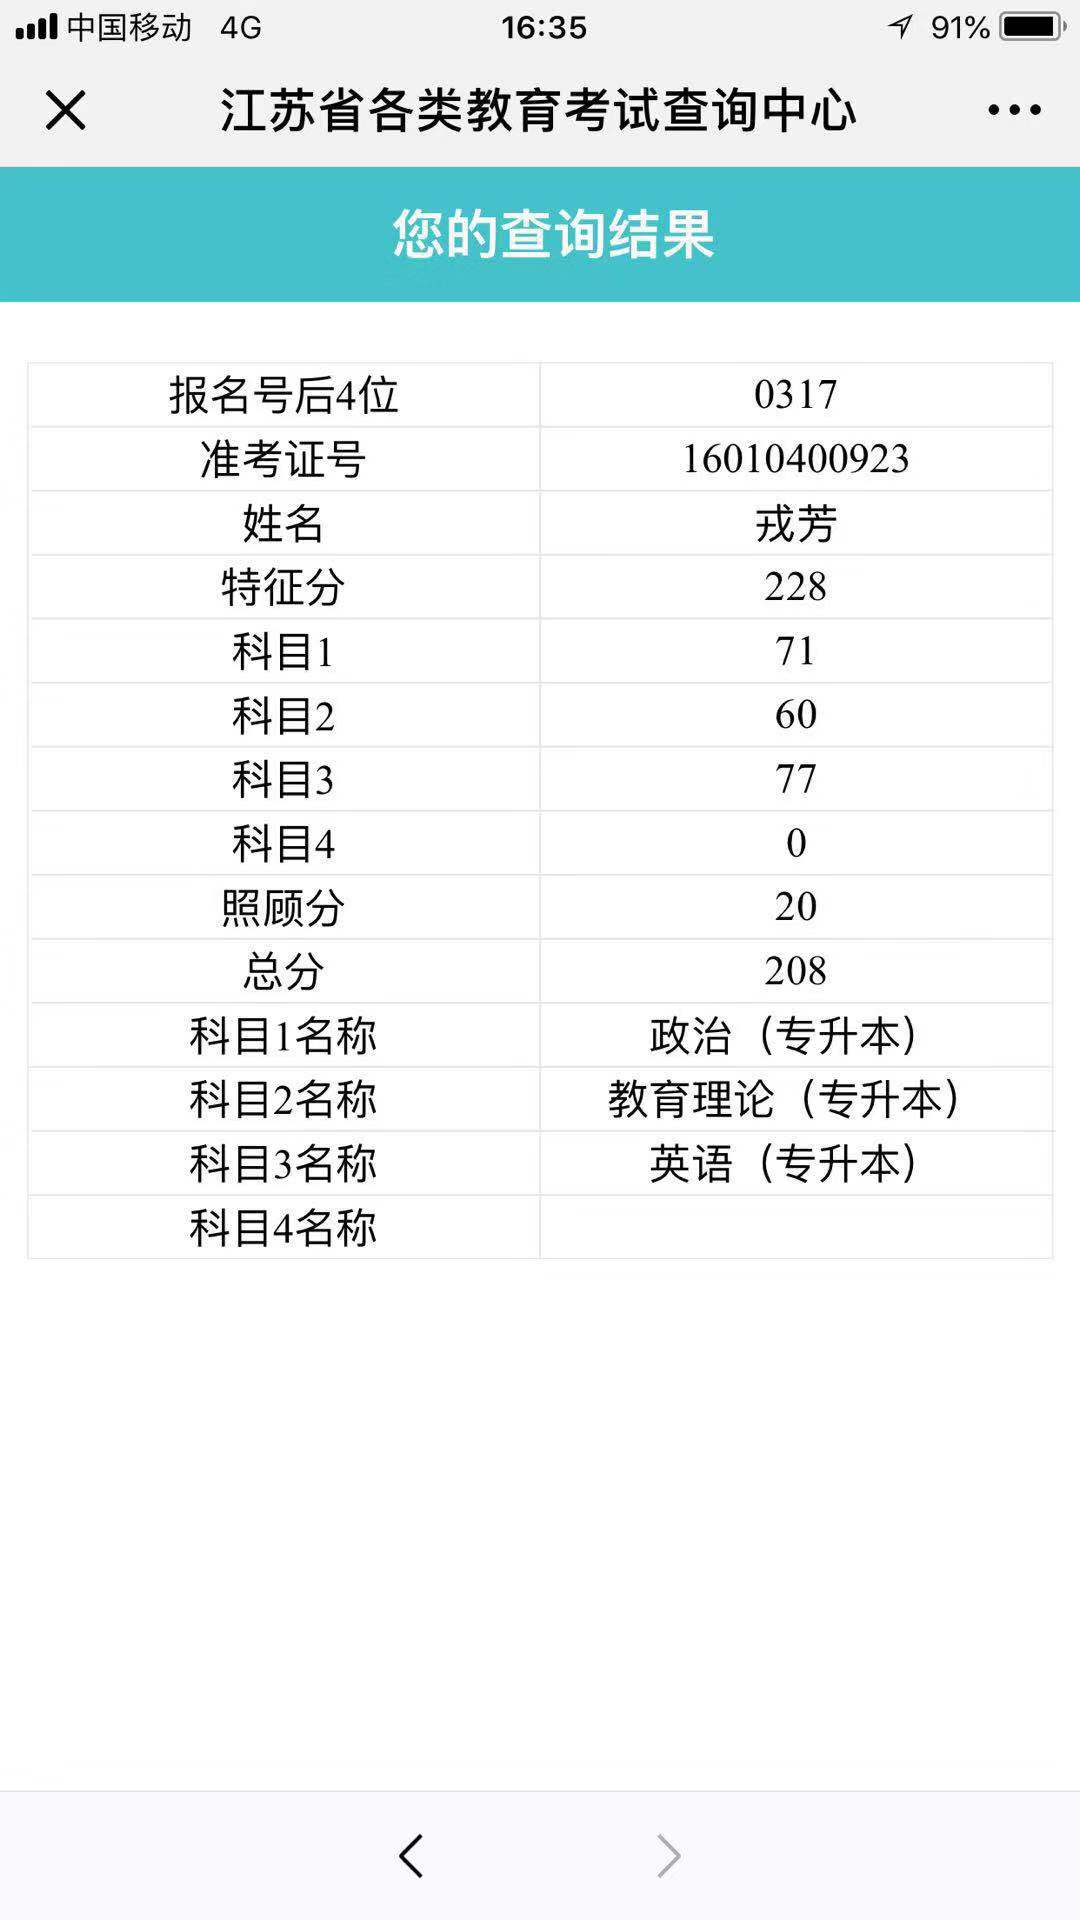 中国移动 4G 16:35 91%
江苏省各类教育考试查询中心
您的查询结果
报名号后4位 0317
准考证号 16010400923
姓名 戎芳
特征分 228
科目1 71
科目2 60
科目3 77
科目4 0
照顾分 20
总分 208
科目1名称 政治（专升本）
科目2名称 教育理论（专升本）
科目3名称 英语（专升本）
科目4名称